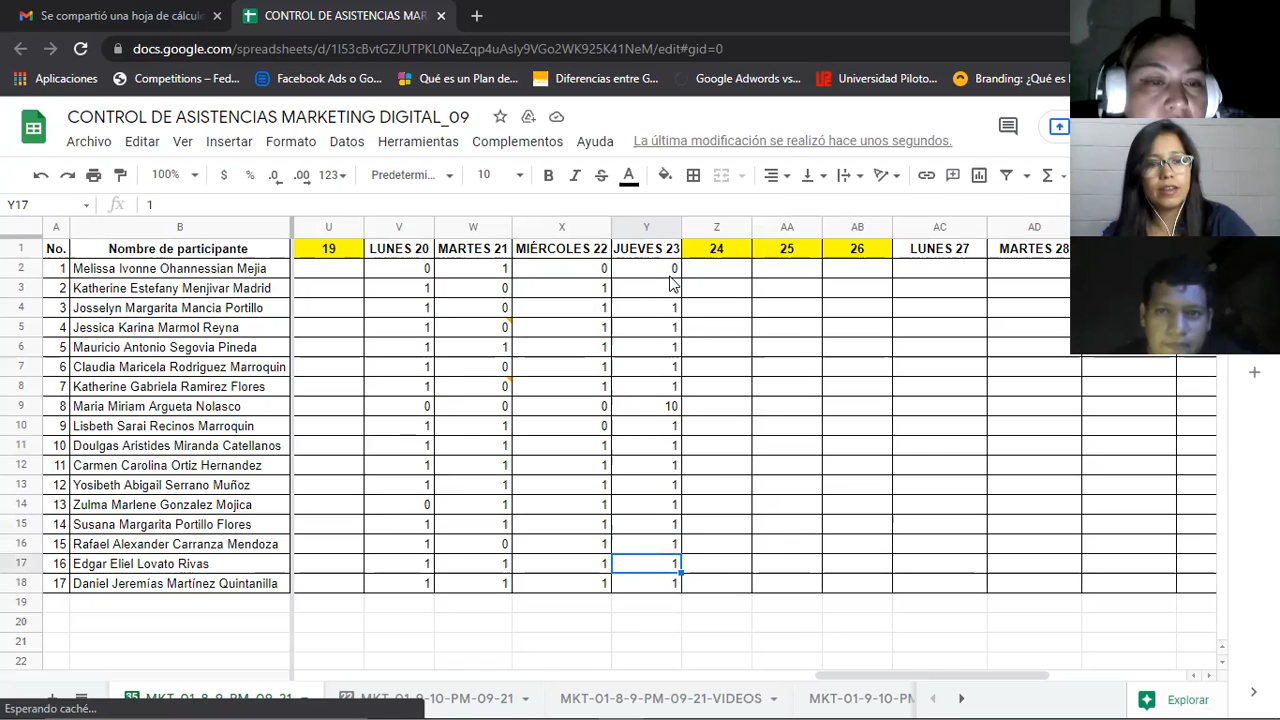 Se compartió una hoja de cálcul × CONTROL DE ASISTENCIAS MAR × +
docs.google.com/spreadsheets/d/1I53cBvtGZJUTPKL0NeZqp4uAsly9VGo2WK925K41NeM/edit#gid=0
Aplicaciones Competitions – Fed... Facebook Ads o Go... Qué es un Plan de... Diferencias entre G... Google Adwords vs... Universidad Piloto... Branding: ¿Qué es l
CONTROL DE ASISTENCIAS MARKETING DIGITAL_09
Archivo Editar Ver Insertar Formato Datos Herramientas Complementos Ayuda La última modificación se realizó hace unos segundos.
100% $ % .0 .00 123 Predetermi... 10 B I S A Σ
Y17 fx 1
A B U V W X Y Z AA AB AC AD
1 No. Nombre de participante 19 LUNES 20 MARTES 21 MIÉRCOLES 22 JUEVES 23 24 25 26 LUNES 27 MARTES 28
2 1 Melissa Ivonne Ohannessian Mejia 0 1 0 0
3 2 Katherine Estefany Menjivar Madrid 1 0 1
4 3 Josselyn Margarita Mancia Portillo 1 0 1 1
5 4 Jessica Karina Marmol Reyna 1 0 1 1
6 5 Mauricio Antonio Segovia Pineda 1 1 1 1
7 6 Claudia Maricela Rodriguez Marroquin 1 0 1 1
8 7 Katherine Gabriela Ramirez Flores 1 0 1 1
9 8 Maria Miriam Argueta Nolasco 0 0 0 10
10 9 Lisbeth Sarai Recinos Marroquin 1 1 0 1
11 10 Doulgas Aristides Miranda Catellanos 1 1 1 1
12 11 Carmen Carolina Ortiz Hernandez 1 1 1 1
13 12 Yosibeth Abigail Serrano Muñoz 1 1 1 1
14 13 Zulma Marlene Gonzalez Mojica 0 1 1 1
15 14 Susana Margarita Portillo Flores 1 1 1 1
16 15 Rafael Alexander Carranza Mendoza 1 0 1 1
17 16 Edgar Eliel Lovato Rivas 1 1 1 1
18 17 Daniel Jeremías Martínez Quintanilla 1 1 1 1
19
20
21
22
35 MKT-01-8-9-PM-09-21 22 MKT-01-9-10-PM-09-21 MKT-01-8-9-PM-09-21-VIDEOS MKT-01-9-10-PM Explorar
Esperando caché...